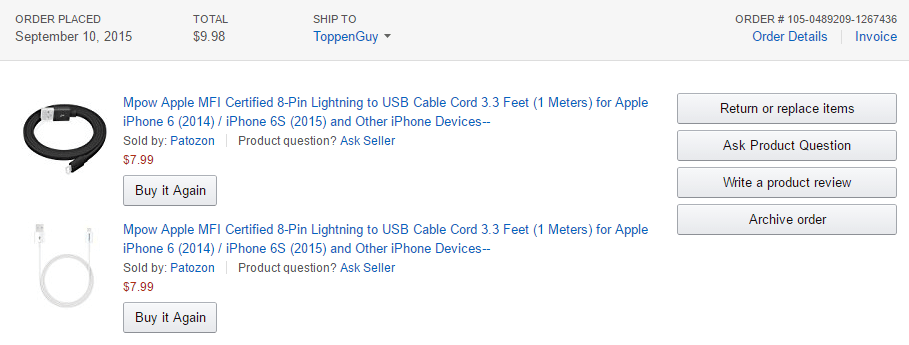 ORDER PLACED
September 10, 2015
TOTAL
$9.98
SHIP TO
ToppenGuy
ORDER # 105-0489209-1267436
Order Details
Invoice
Mpow Apple MFI Certified 8-Pin Lightning to USB Cable Cord 3.3 Feet (1 Meters) for Apple
iPhone 6 (2014) / iPhone 6S (2015) and Other iPhone Devices--
Sold by: Patozon
Product question? Ask Seller
$7.99
Buy it Again
Mpow Apple MFI Certified 8-Pin Lightning to USB Cable Cord 3.3 Feet (1 Meters) for Apple
iPhone 6 (2014) / iPhone 6S (2015) and Other iPhone Devices--
Sold by: Patozon
Product question? Ask Seller
$7.99
Buy it Again
Return or replace items
Ask Product Question
Write a product review
Archive order